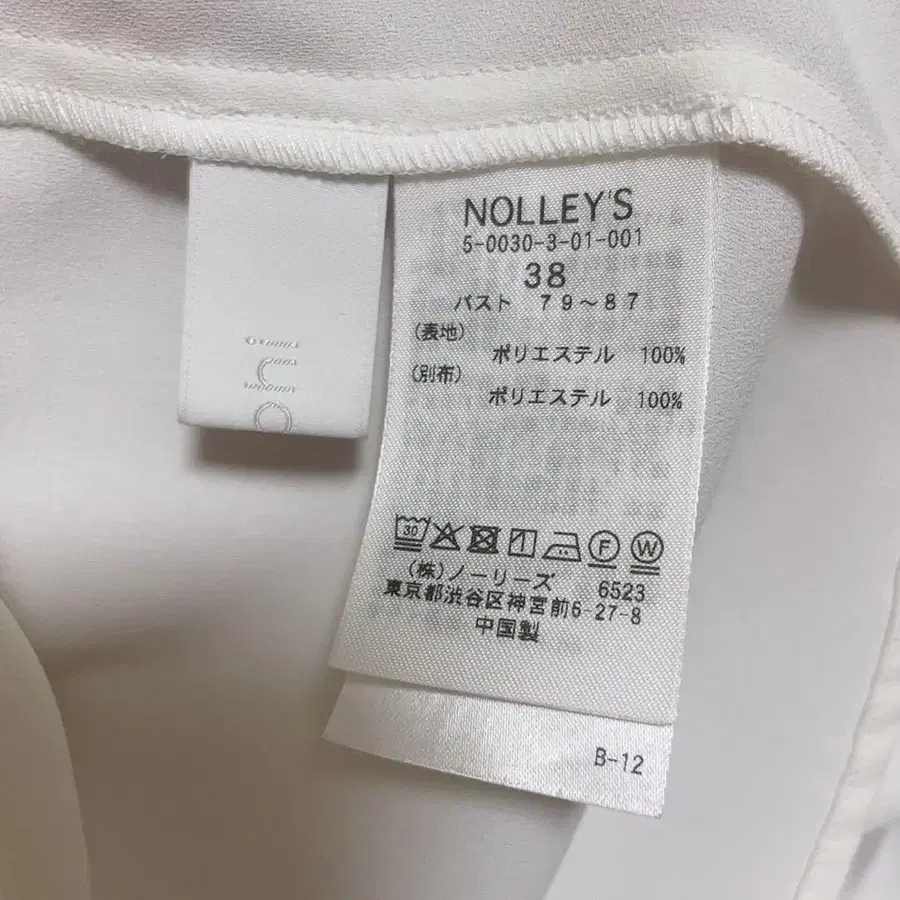 NOLLEY'S
5-0030-3-01-001
38
バスト 79~87
(表地)
ポリエステル 100%
(別布)
ポリエステル 100%
30
F W
(株)ノーリーズ 6523
東京都渋谷区神宮前6-27-8
中国製
B-12